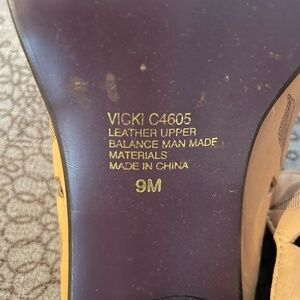 VICKI C4605
LEATHER UPPER
BALANCE MAN MADE
MATERIALS
MADE IN CHINA
9M